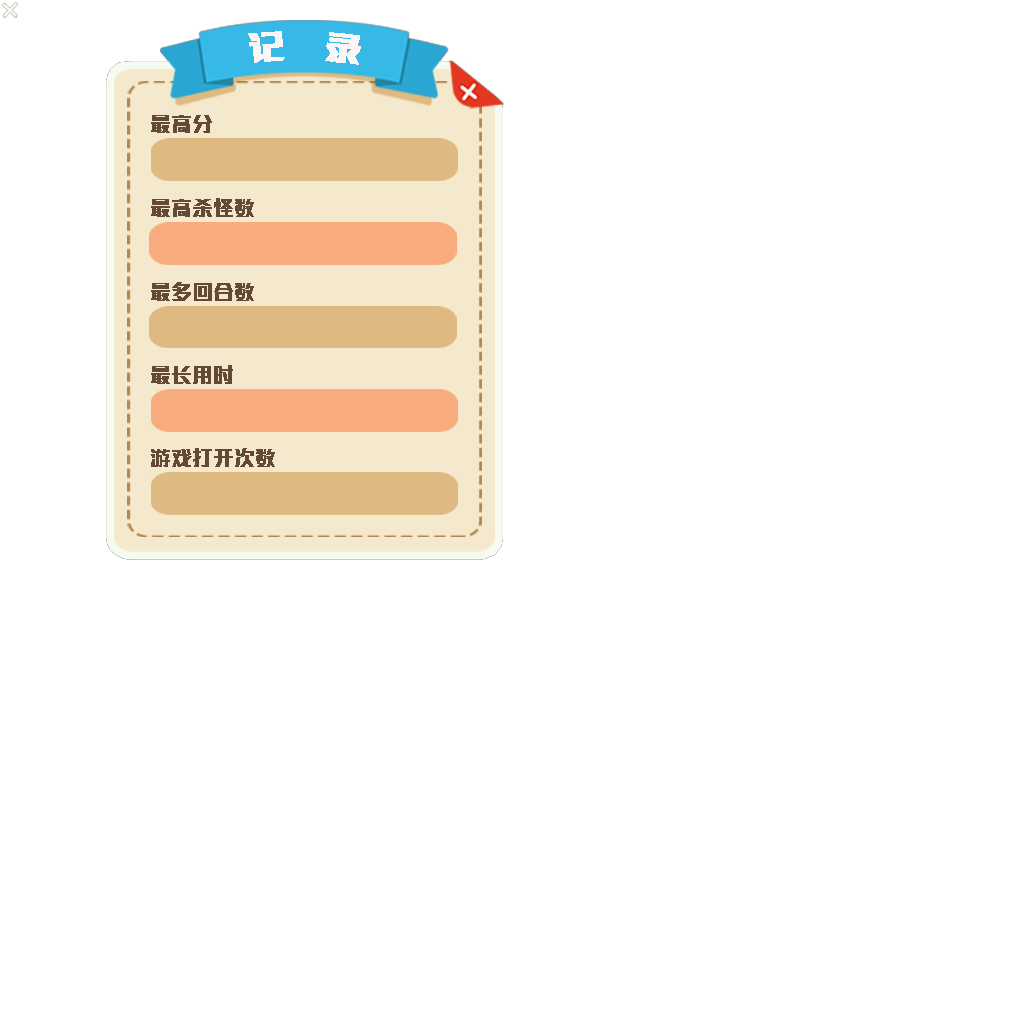 记 录
最高分
最高杀怪数
最多回合数
最长用时
游戏打开次数